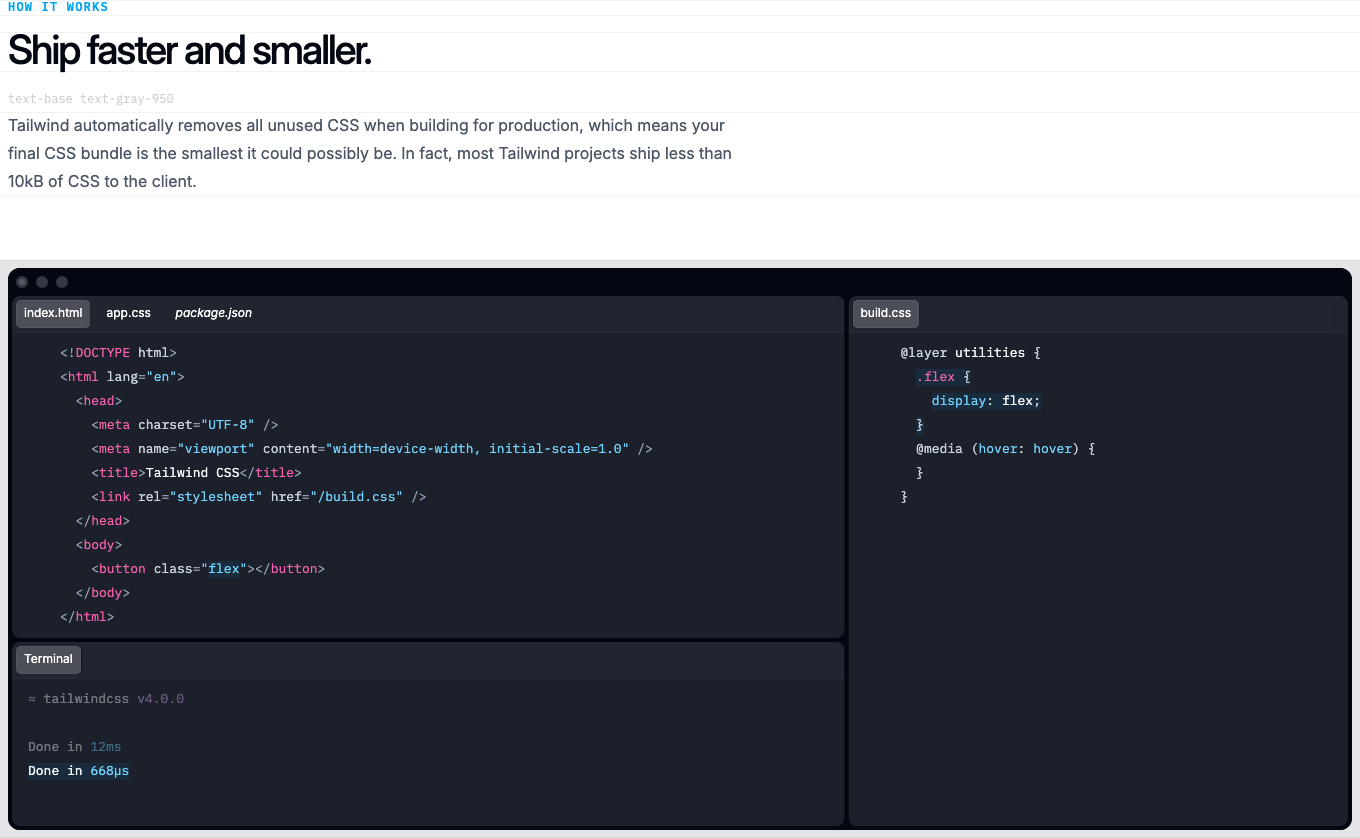 HOW IT WORKS
Ship faster and smaller.
text-base text-gray-950
Tailwind automatically removes all unused CSS when building for production, which means your
final CSS bundle is the smallest it could possibly be. In fact, most Tailwind projects ship less than
10kB of CSS to the client.
index.html app.css package.json
<!DOCTYPE html>
<html lang="en">
  <head>
    <meta charset="UTF-8" />
    <meta name="viewport" content="width=device-width, initial-scale=1.0" />
    <title>Tailwind CSS</title>
    <link rel="stylesheet" href="/build.css" />
  </head>
  <body>
    <button class="flex"></button>
  </body>
</html>
Terminal
≈ tailwindcss v4.0.0
Done in 12ms
Done in 668µs
build.css
@layer utilities {
  .flex {
    display: flex;
  }
  @media (hover: hover) {
  }
}